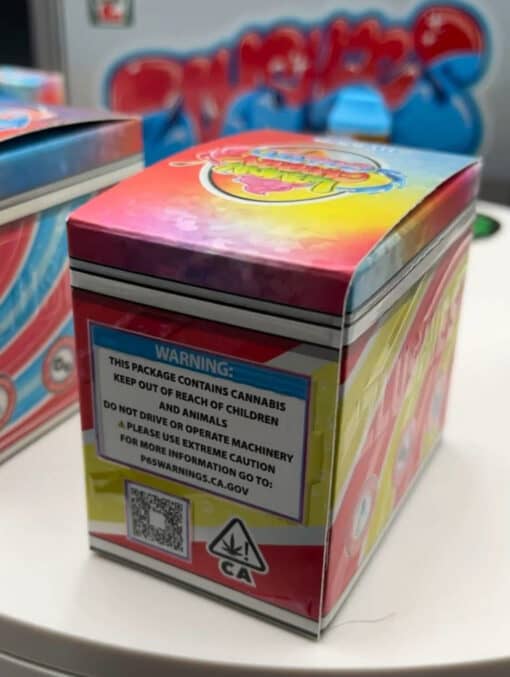 YUMMY
WARNING:
THIS PACKAGE CONTAINS CANNABIS
KEEP OUT OF REACH OF CHILDREN
AND ANIMALS
DO NOT DRIVE OR OPERATE MACHINERY
⚠PLEASE USE EXTREME CAUTION
FOR MORE INFORMATION GO TO:
P65WARNINGS.CA.GOV
!
CA